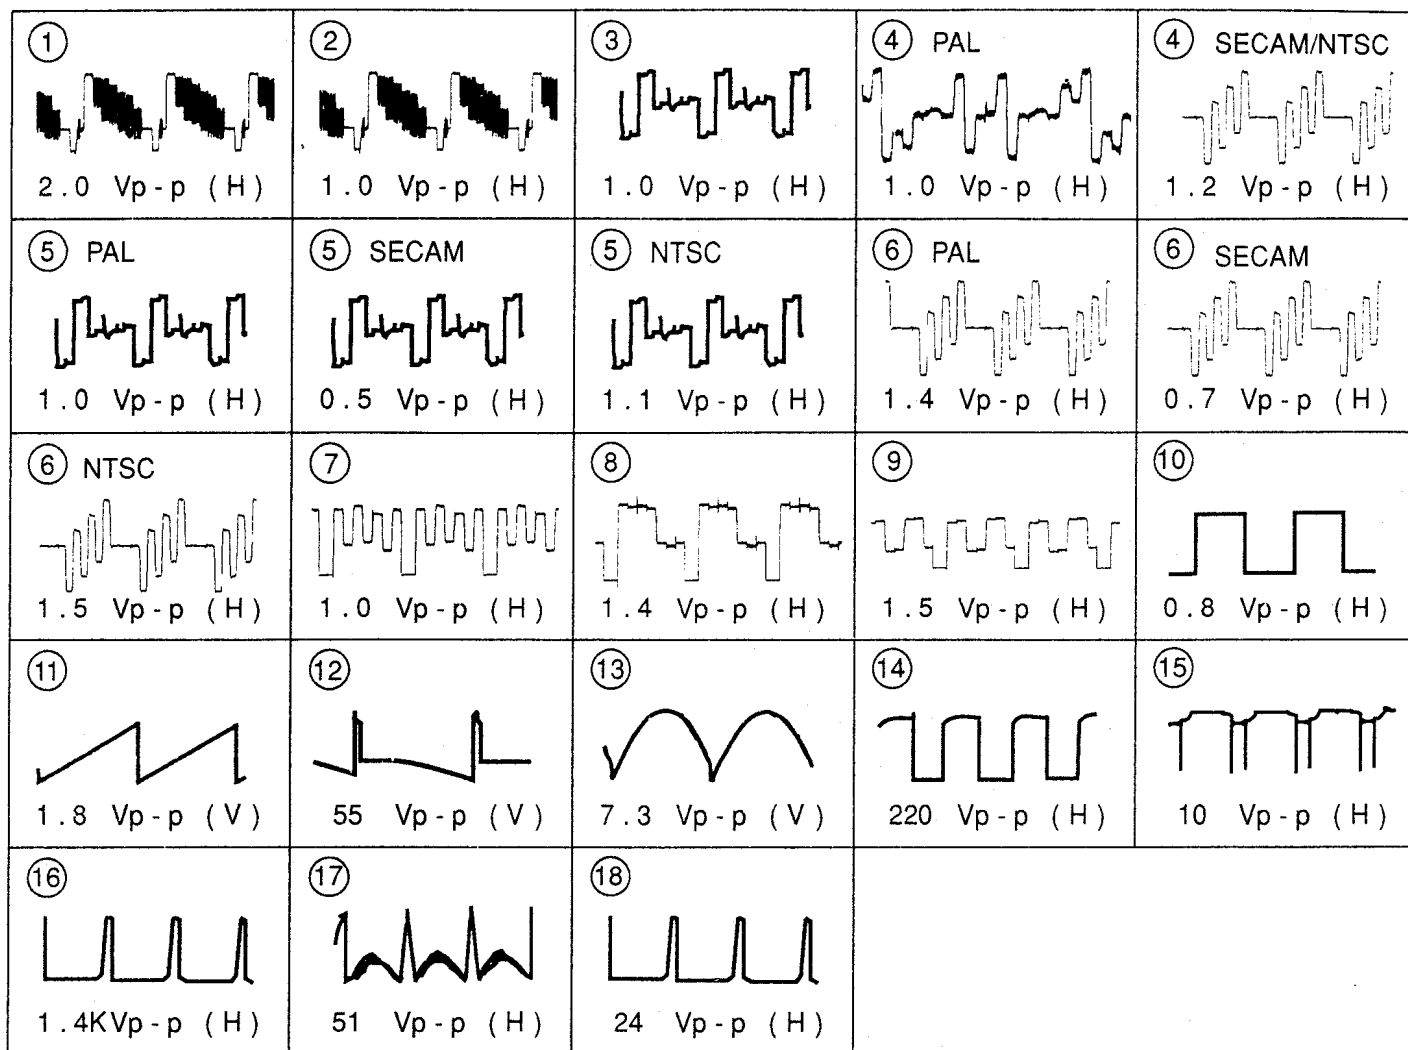 ① ② ③ ④ PAL ④ SECAM/NTSC
2.0 Vp-p (H) 1.0 Vp-p (H) 1.0 Vp-p (H) 1.0 Vp-p (H) 1.2 Vp-p (H)
⑤ PAL ⑤ SECAM ⑤ NTSC ⑥ PAL ⑥ SECAM
1.0 Vp-p (H) 0.5 Vp-p (H) 1.1 Vp-p (H) 1.4 Vp-p (H) 0.7 Vp-p (H)
⑥ NTSC ⑦ ⑧ ⑨ ⑩
1.5 Vp-p (H) 1.0 Vp-p (H) 1.4 Vp-p (H) 1.5 Vp-p (H) 0.8 Vp-p (H)
⑪ ⑫ ⑬ ⑭ ⑮
1.8 Vp-p (V) 55 Vp-p (V) 7.3 Vp-p (V) 220 Vp-p (H) 10 Vp-p (H)
⑯ ⑰ ⑱
1.4KVp-p (H) 51 Vp-p (H) 24 Vp-p (H)